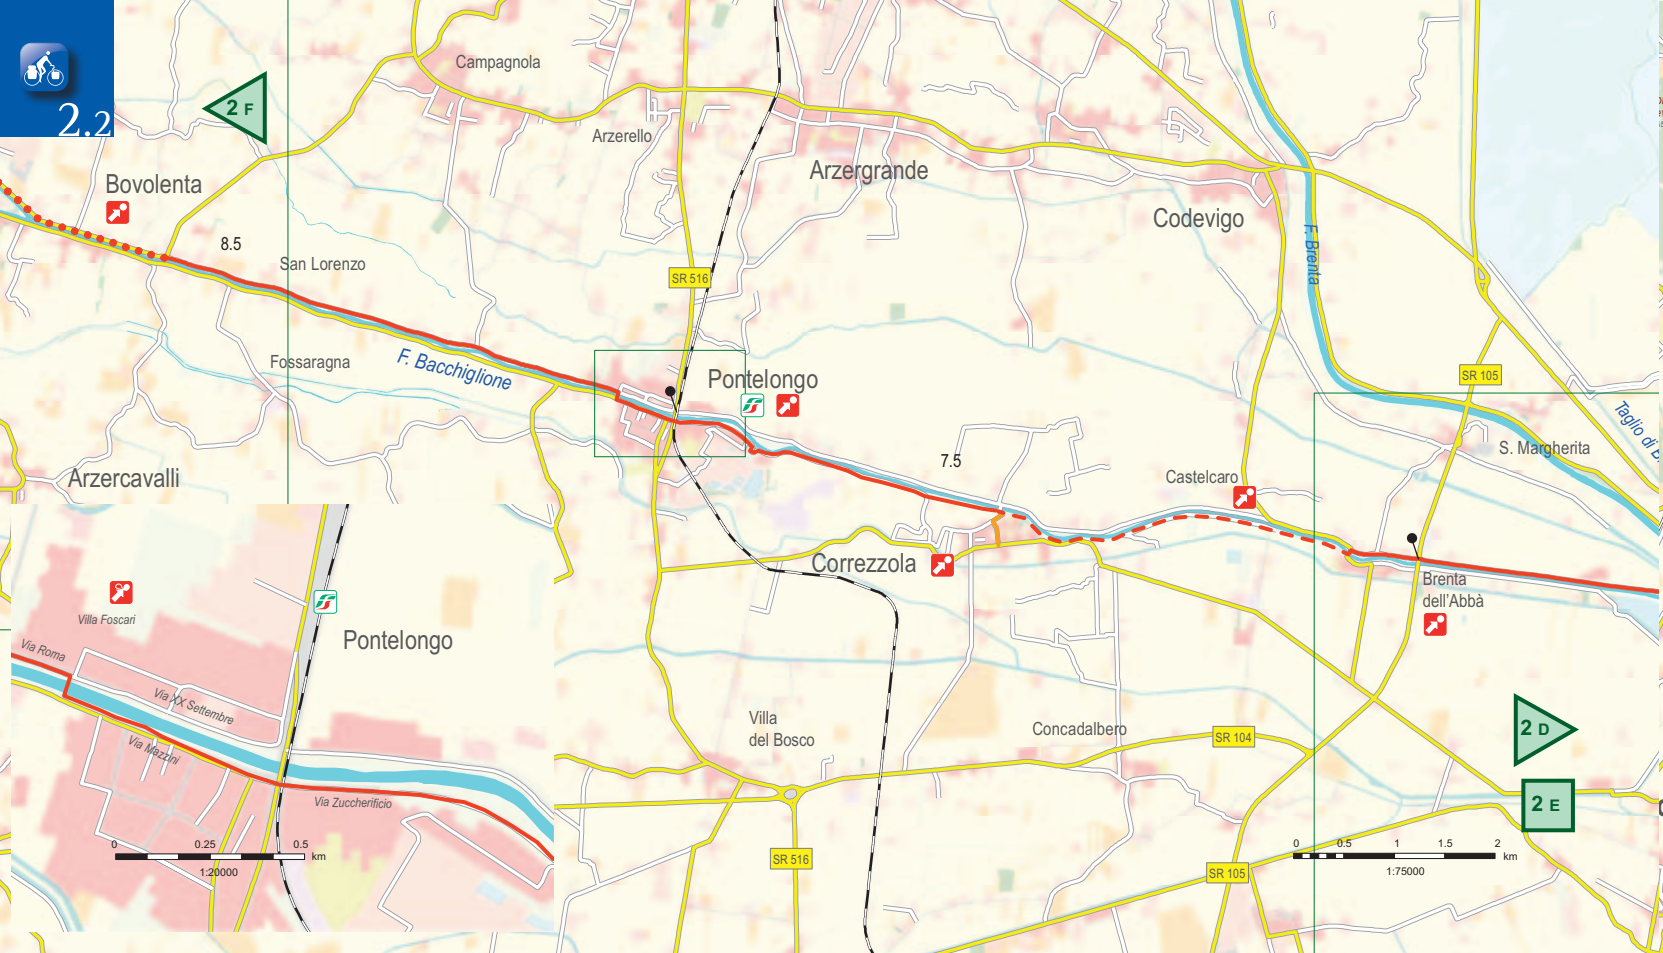 2.2
2 F
Campagnola
Arzerello
Arzergrande
Codevigo
Bovolenta
8.5
San Lorenzo
SR 516
F. Brenta
Fossaragna
F. Bacchiglione
Pontelongo
SR 105
Taglio di B
S. Margherita
7.5
Castelcaro
Arzercavalli
Correzzola
Brenta
dell'Abbà
Villa Foscari
Via Roma
Pontelongo
Via XX Settembre
Via Mazzini
Via Zuccherificio
0 0.25 0.5 km
1:20000
Villa
del Bosco
Concadalbero
SR 104
2 D
2 E
SR 516
SR 105
0 0.5 1 1.5 2 km
1:75000